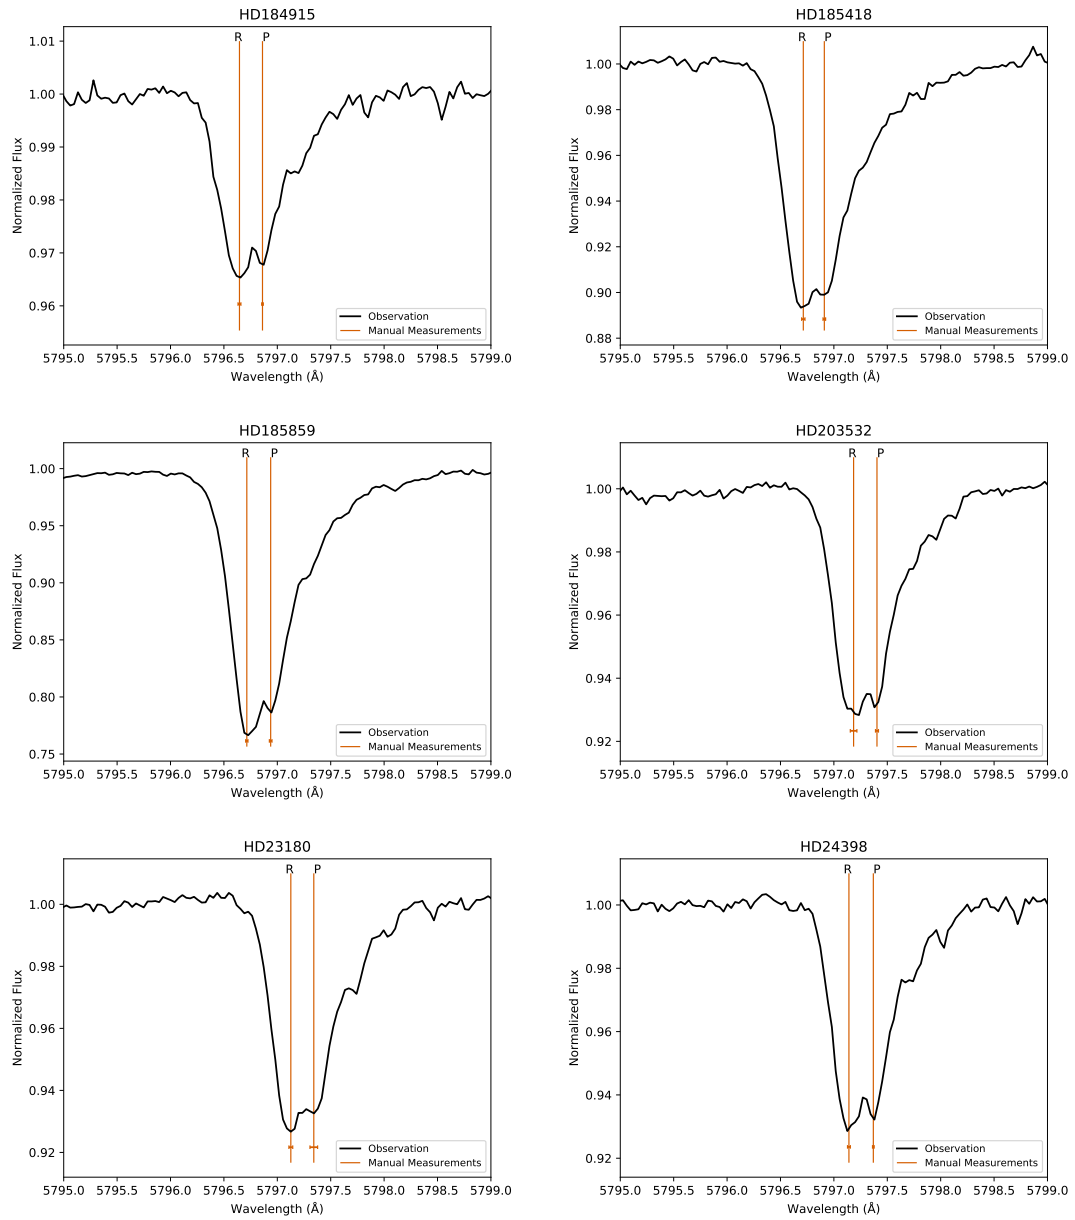 HD184915
R P
1.01
1.00
0.99
0.98
0.97
0.96
Normalized Flux
Observation
Manual Measurements
5795.0 5795.5 5796.0 5796.5 5797.0 5797.5 5798.0 5798.5 5799.0
Wavelength (Å)
HD185418
R P
1.00
0.98
0.96
0.94
0.92
0.90
0.88
Normalized Flux
Observation
Manual Measurements
5795.0 5795.5 5796.0 5796.5 5797.0 5797.5 5798.0 5798.5 5799.0
Wavelength (Å)
HD185859
R P
1.00
0.95
0.90
0.85
0.80
0.75
Normalized Flux
Observation
Manual Measurements
5795.0 5795.5 5796.0 5796.5 5797.0 5797.5 5798.0 5798.5 5799.0
Wavelength (Å)
HD203532
R P
1.00
0.98
0.96
0.94
0.92
Normalized Flux
Observation
Manual Measurements
5795.0 5795.5 5796.0 5796.5 5797.0 5797.5 5798.0 5798.5 5799.0
Wavelength (Å)
HD23180
R P
1.00
0.98
0.96
0.94
0.92
Normalized Flux
Observation
Manual Measurements
5795.0 5795.5 5796.0 5796.5 5797.0 5797.5 5798.0 5798.5 5799.0
Wavelength (Å)
HD24398
R P
1.00
0.98
0.96
0.94
0.92
Normalized Flux
Observation
Manual Measurements
5795.0 5795.5 5796.0 5796.5 5797.0 5797.5 5798.0 5798.5 5799.0
Wavelength (Å)